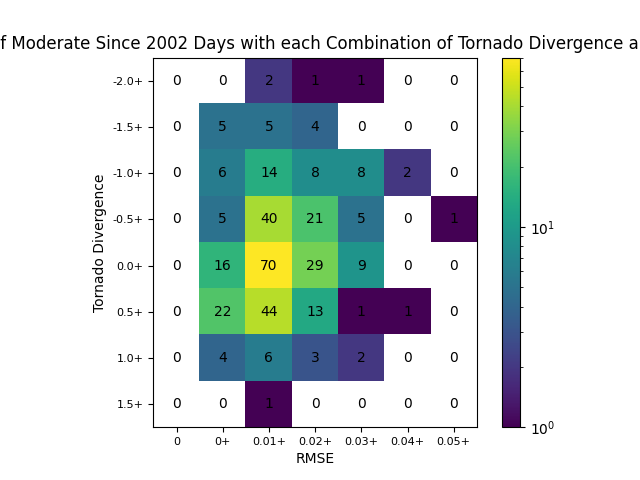 f Moderate Since 2002 Days with each Combination of Tornado Divergence a
-2.0+ 0 0 2 1 1 0 0
-1.5+ 0 5 5 4 0 0 0
-1.0+ 0 6 14 8 8 2 0
-0.5+ 0 5 40 21 5 0 1
0.0+ 0 16 70 29 9 0 0
0.5+ 0 22 44 13 1 1 0
1.0+ 0 4 6 3 2 0 0
1.5+ 0 0 1 0 0 0 0
0 0+ 0.01+ 0.02+ 0.03+ 0.04+ 0.05+
RMSE
Tornado Divergence
10¹
10⁰